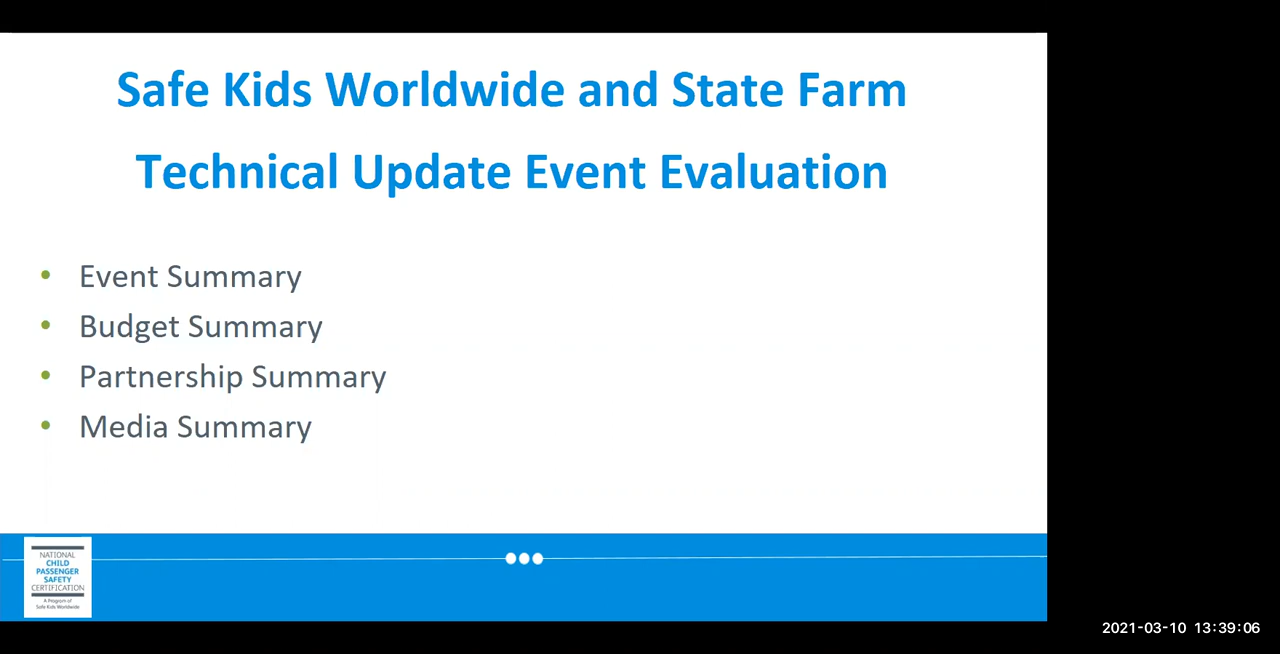 Safe Kids Worldwide and State Farm
Technical Update Event Evaluation
• Event Summary
• Budget Summary
• Partnership Summary
• Media Summary
NATIONAL
CHILD
PASSENGER
SAFETY
CERTIFICATION
A Program of
Safe Kids Worldwide
2021-03-10 13:39:06